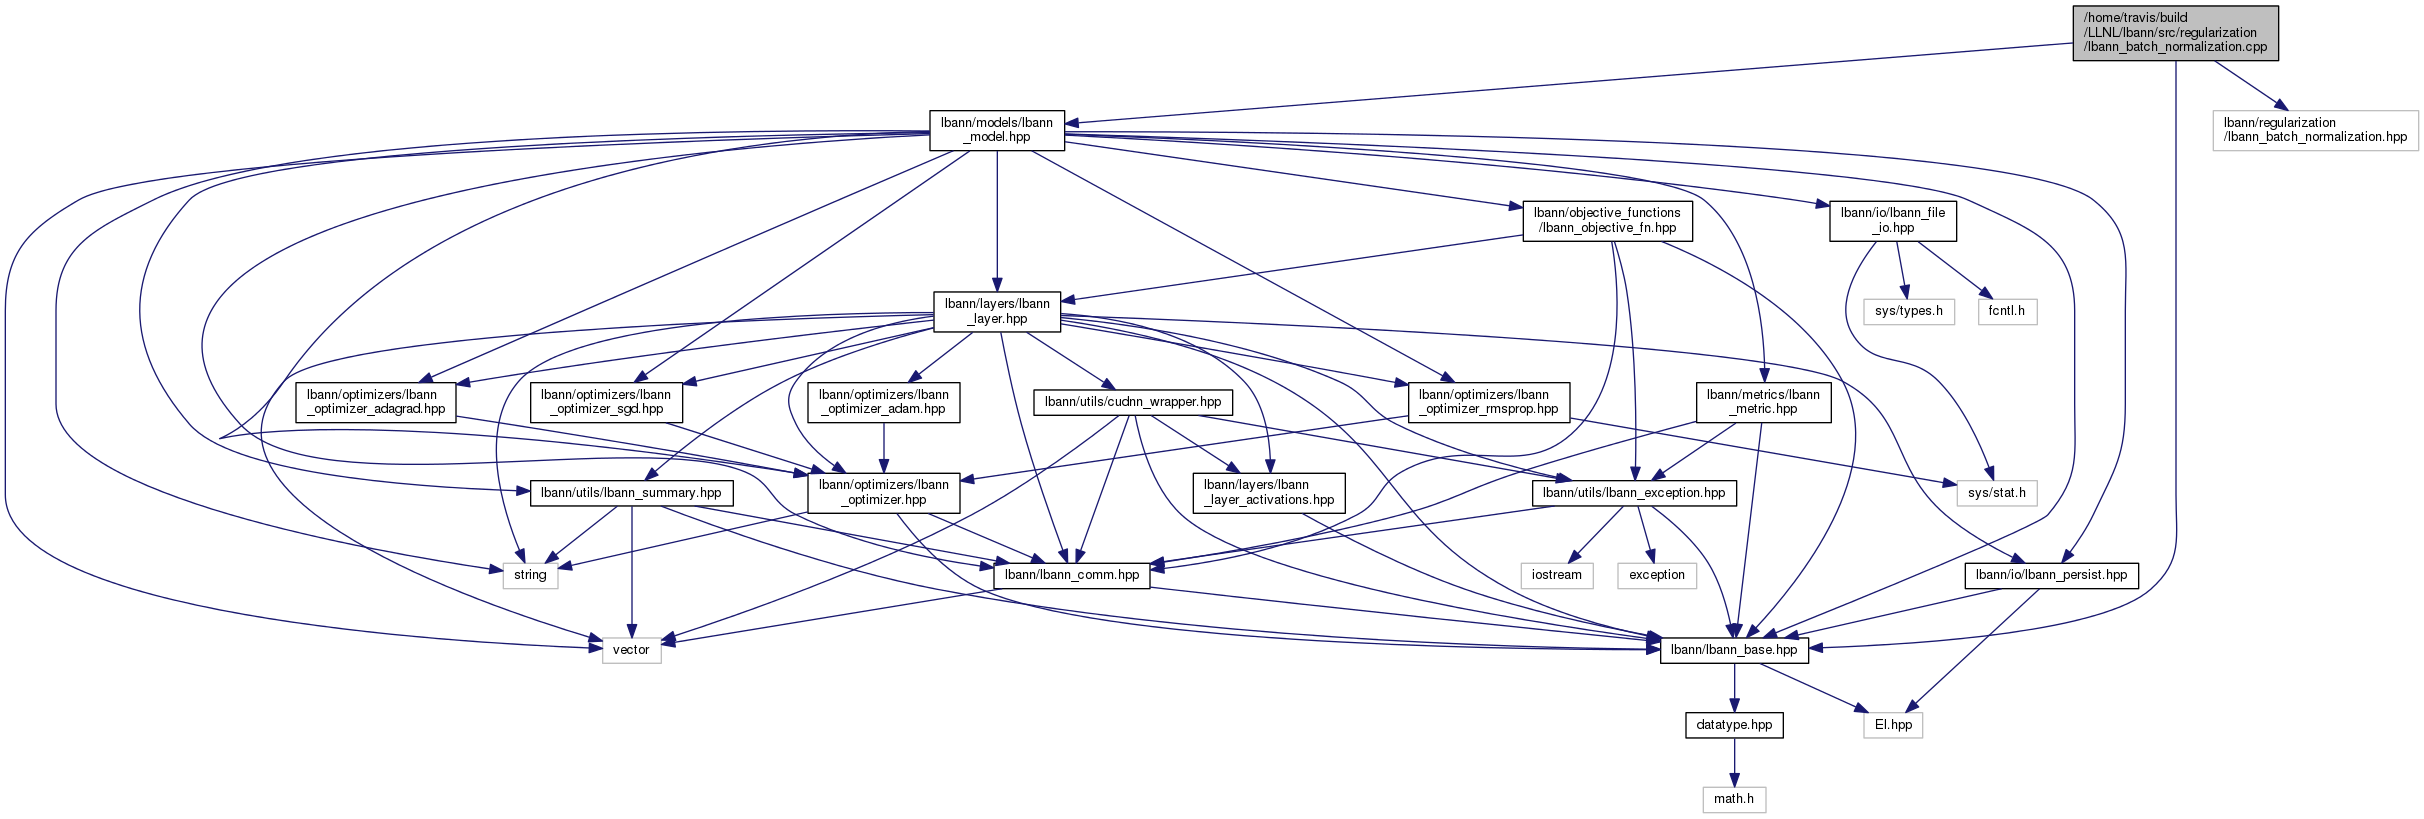 /home/travis/build
/LLNL/lbann/src/regularization
/lbann_batch_normalization.cpp
lbann/models/lbann
_model.hpp
lbann/regularization
/lbann_batch_normalization.hpp
lbann/objective_functions
/lbann_objective_fn.hpp
lbann/io/lbann_file
_io.hpp
lbann/layers/lbann
_layer.hpp
sys/types.h
fcntl.h
lbann/optimizers/lbann
_optimizer_adagrad.hpp
lbann/optimizers/lbann
_optimizer_sgd.hpp
lbann/optimizers/lbann
_optimizer_adam.hpp
lbann/utils/cudnn_wrapper.hpp
lbann/optimizers/lbann
_optimizer_rmsprop.hpp
lbann/metrics/lbann
_metric.hpp
lbann/utils/lbann_summary.hpp
lbann/optimizers/lbann
_optimizer.hpp
lbann/layers/lbann
_layer_activations.hpp
lbann/utils/lbann_exception.hpp
sys/stat.h
string
lbann/lbann_comm.hpp
iostream
exception
lbann/io/lbann_persist.hpp
vector
lbann/lbann_base.hpp
datatype.hpp
El.hpp
math.h